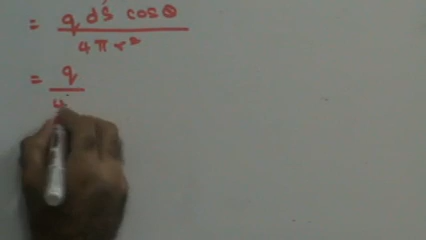 = q ds cosθ / 4πr²
= q / 4